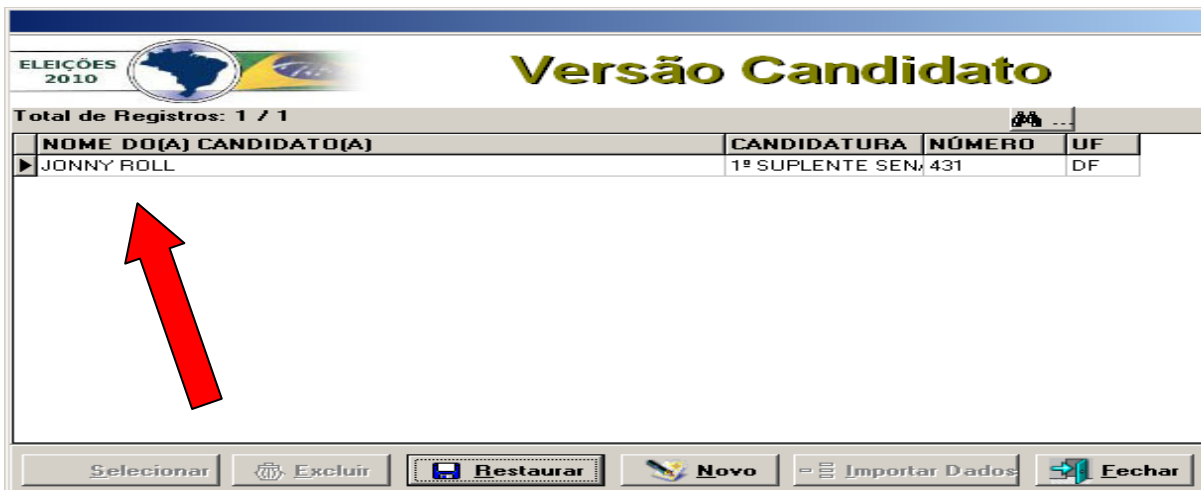 ELEIÇÕES
2010
Versão Candidato
Total de Registros: 1 / 1
...
NOME DO(A) CANDIDATO(A) CANDIDATURA NÚMERO UF
JONNY ROLL 1º SUPLENTE SEN 431 DF
Selecionar Excluir Restaurar Novo Importar Dados Fechar